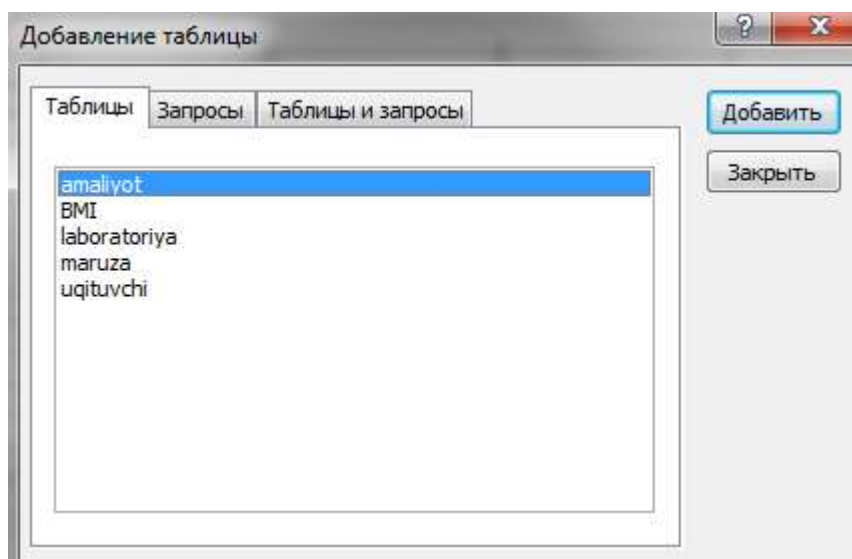 Добавление таблицы
Таблицы Запросы Таблицы и запросы
Добавить
Закрыть
amaliyot
BMI
laboratoriya
maruza
uqituvchi